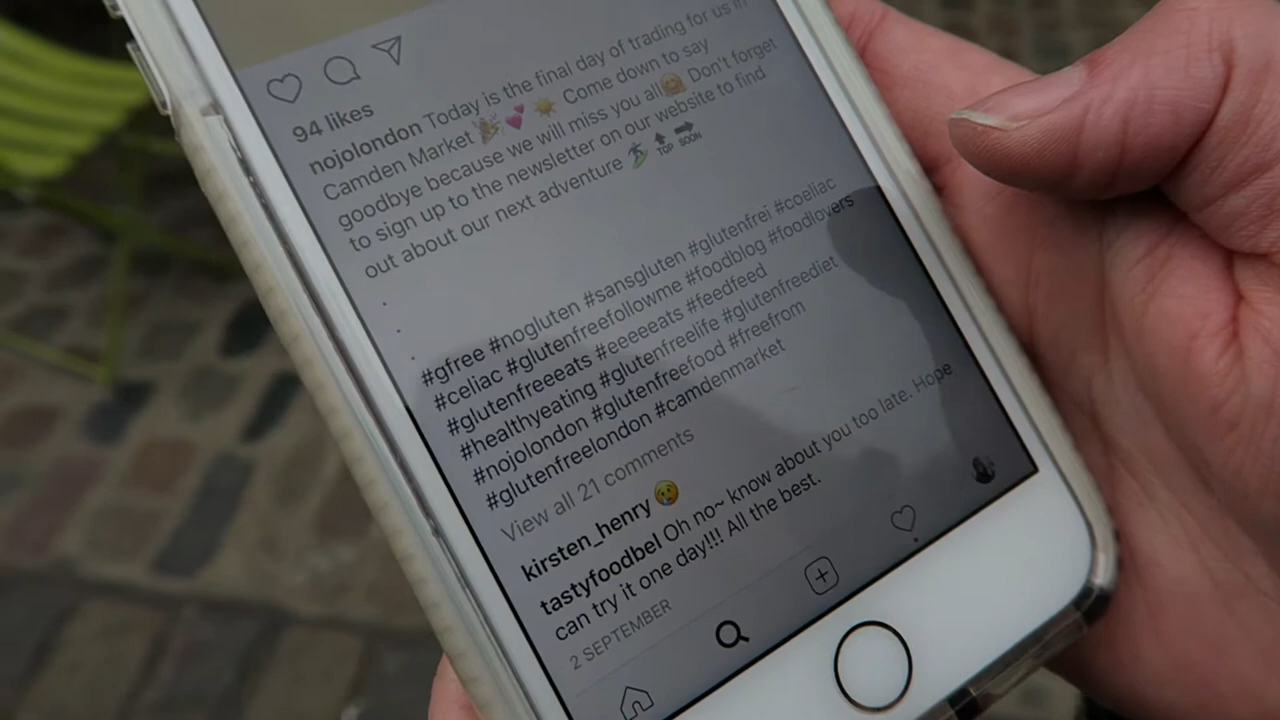 94 likes
nojolondon Today is the final day of trading for us in
Camden Market 🎉💕☀️ Come down to say
goodbye because we will miss you all🤗 Don't forget
to sign up to the newsletter on our website to find
out about our next adventure 🏄🔝🔜
.
.
.
#gfree #nogluten #sansgluten #glutenfrei #coeliac
#celiac #glutenfreefollowme #foodblog #foodlovers
#glutenfreeeats #eeeeeats #feedfeed
#healthyeating #glutenfreelife #glutenfreediet
#nojolondon #glutenfreefood #freefrom
#glutenfreelondon #camdenmarket
View all 21 comments
kirsten_henry 😢
tastyfoodbel Oh no~ know about you too late. Hope
can try it one day!!! All the best.
2 SEPTEMBER